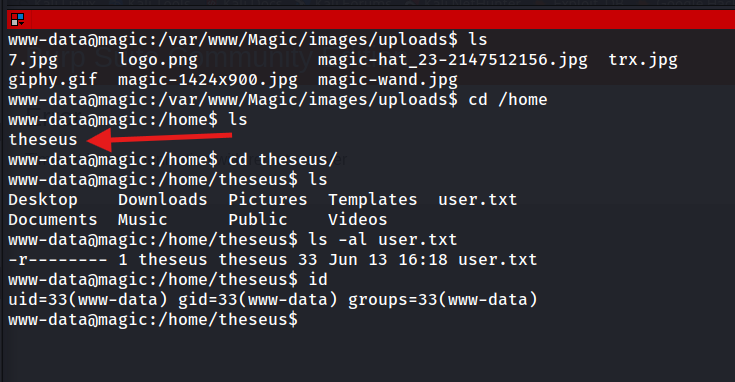 www-data@magic:/var/www/Magic/images/uploads$ ls
7.jpg      logo.png            magic-hat_23-2147512156.jpg  trx.jpg
giphy.gif  magic-1424x900.jpg  magic-wand.jpg
www-data@magic:/var/www/Magic/images/uploads$ cd /home
www-data@magic:/home$ ls
theseus
www-data@magic:/home$ cd theseus/
www-data@magic:/home/theseus$ ls
Desktop    Downloads  Pictures  Templates  user.txt
Documents  Music      Public    Videos
www-data@magic:/home/theseus$ ls -al user.txt
-r-------- 1 theseus theseus 33 Jun 13 16:18 user.txt
www-data@magic:/home/theseus$ id
uid=33(www-data) gid=33(www-data) groups=33(www-data)
www-data@magic:/home/theseus$